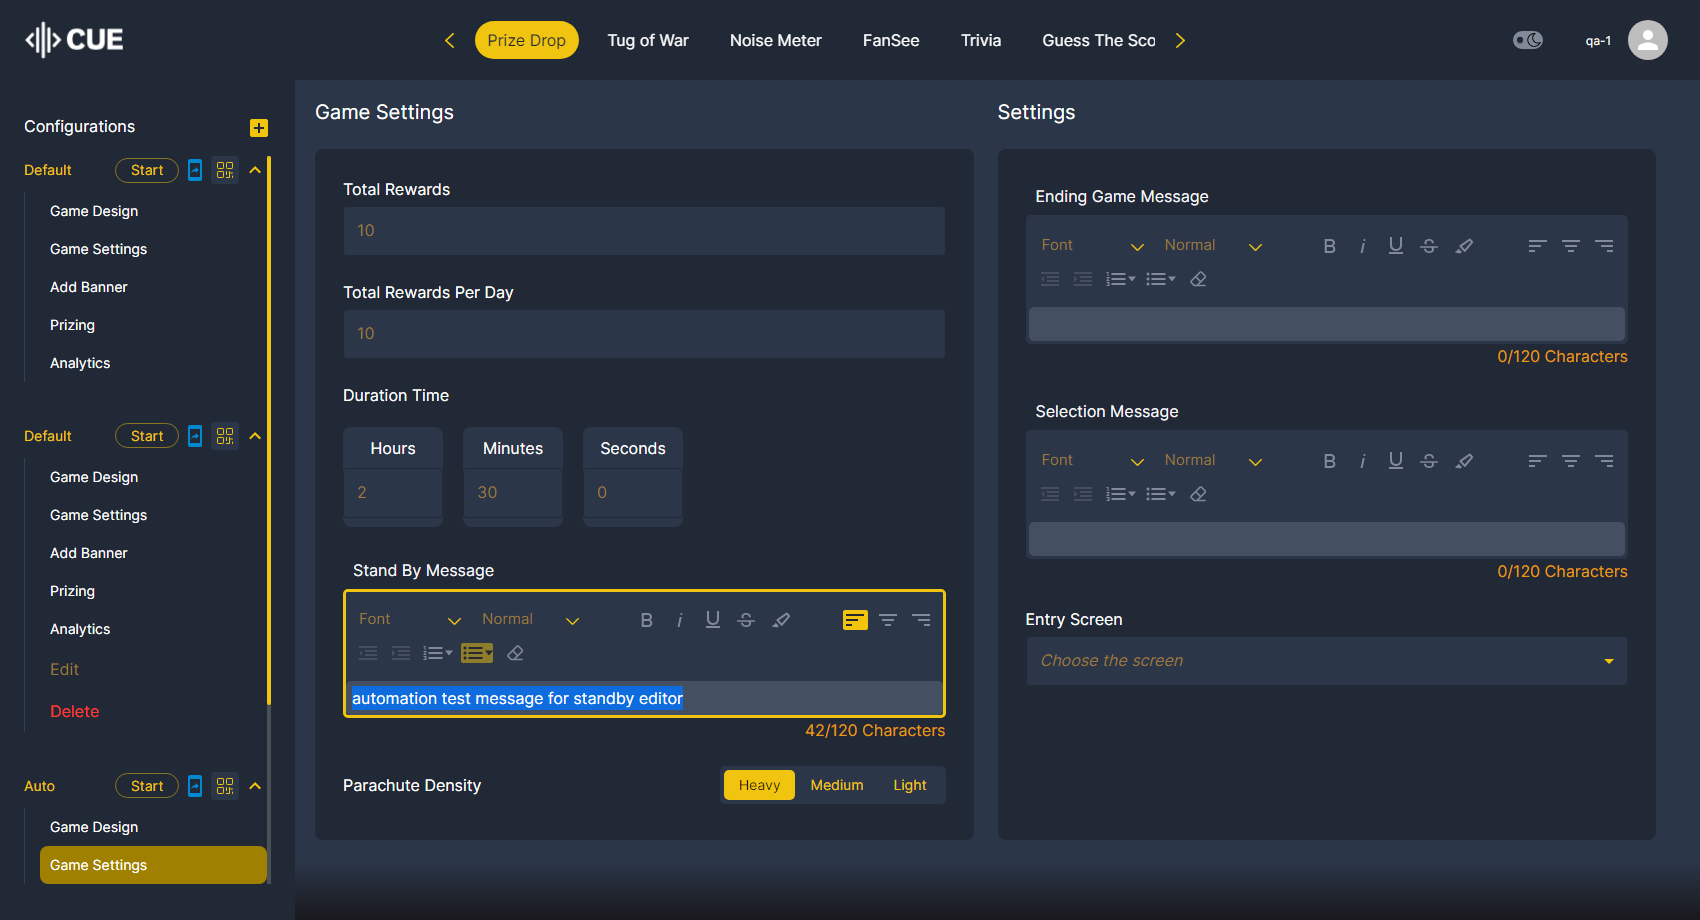 CUE
Prize Drop
Tug of War
Noise Meter
FanSee
Trivia
Guess The Sco
qa-1
Configurations
Default
Start
Game Design
Game Settings
Add Banner
Prizing
Analytics
Default
Start
Game Design
Game Settings
Add Banner
Prizing
Analytics
Edit
Delete
Auto
Start
Game Design
Game Settings
Game Settings
Total Rewards
10
Total Rewards Per Day
10
Duration Time
Hours
Minutes
Seconds
2
30
0
Stand By Message
Font
Normal
B i U S
automation test message for standby editor
42/120 Characters
Parachute Density
Heavy
Medium
Light
Settings
Ending Game Message
Font
Normal
B i U S
0/120 Characters
Selection Message
Font
Normal
B i U S
0/120 Characters
Entry Screen
Choose the screen